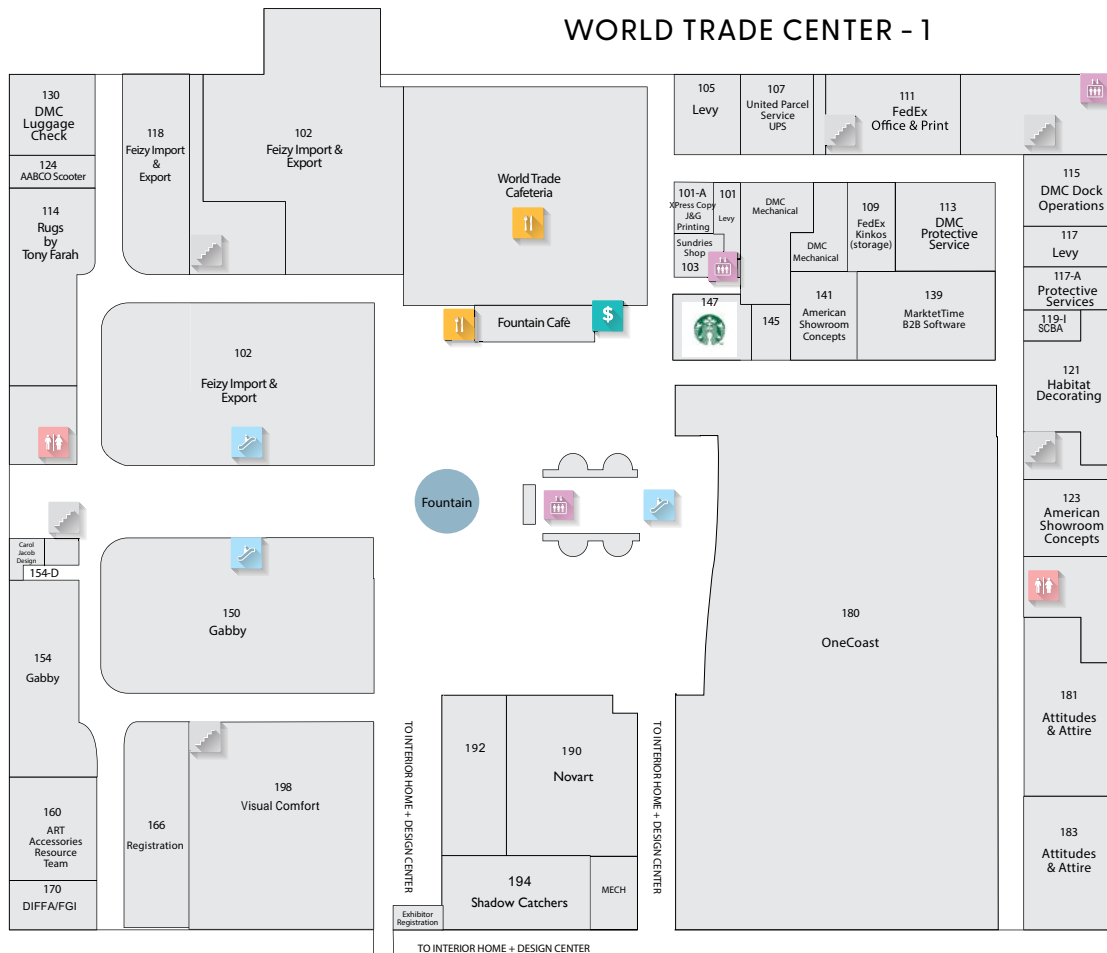 WORLD TRADE CENTER - 1
130
DMC
Luggage
Check
124
AABCO Scooter
114
Rugs
by
Tony Farah
118
Feizy Import
&
Export
102
Feizy Import &
Export
World Trade
Cafeteria
Fountain Cafè
$
105
Levy
107
United Parcel
Service
UPS
111
FedEx
Office & Print
101-A
XPress Copy
J&G
Printing
101
Levy
Sundries
Shop
103
DMC
Mechanical
DMC
Mechanical
109
FedEx
Kinkos
(storage)
113
DMC
Protective
Service
115
DMC Dock
Operations
117
Levy
117-A
Protective
Services
119-I
SCBA
121
Habitat
Decorating
147
145
141
American
Showroom
Concepts
139
MarktetTime
B2B Software
102
Feizy Import &
Export
Fountain
123
American
Showroom
Concepts
Carol
Jacob
Design
154-D
150
Gabby
154
Gabby
180
OneCoast
181
Attitudes
& Attire
183
Attitudes
& Attire
160
ART
Accessories
Resource
Team
170
DIFFA/FGI
166
Registration
198
Visual Comfort
TO INTERIOR HOME + DESIGN CENTER
192
190
Novart
TO INTERIOR HOME + DESIGN CENTER
194
Shadow Catchers
MECH
Exhibitor
Registration
TO INTERIOR HOME + DESIGN CENTER